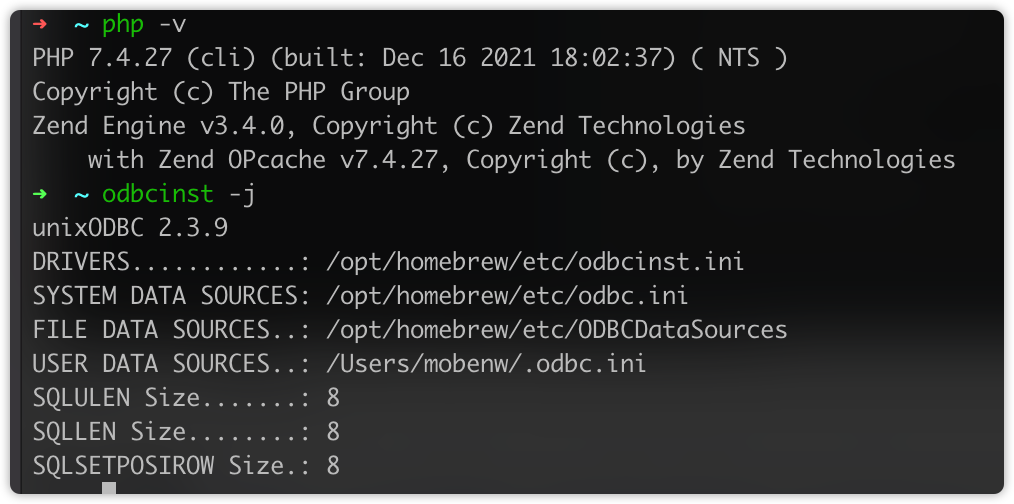 ➜  ~ php -v
PHP 7.4.27 (cli) (built: Dec 16 2021 18:02:37) ( NTS )
Copyright (c) The PHP Group
Zend Engine v3.4.0, Copyright (c) Zend Technologies
    with Zend OPcache v7.4.27, Copyright (c), by Zend Technologies
➜  ~ odbcinst -j
unixODBC 2.3.9
DRIVERS............: /opt/homebrew/etc/odbcinst.ini
SYSTEM DATA SOURCES: /opt/homebrew/etc/odbc.ini
FILE DATA SOURCES..: /opt/homebrew/etc/ODBCDataSources
USER DATA SOURCES..: /Users/mobenw/.odbc.ini
SQLULEN Size.......: 8
SQLLEN Size........: 8
SQLSETPOSIROW Size.: 8